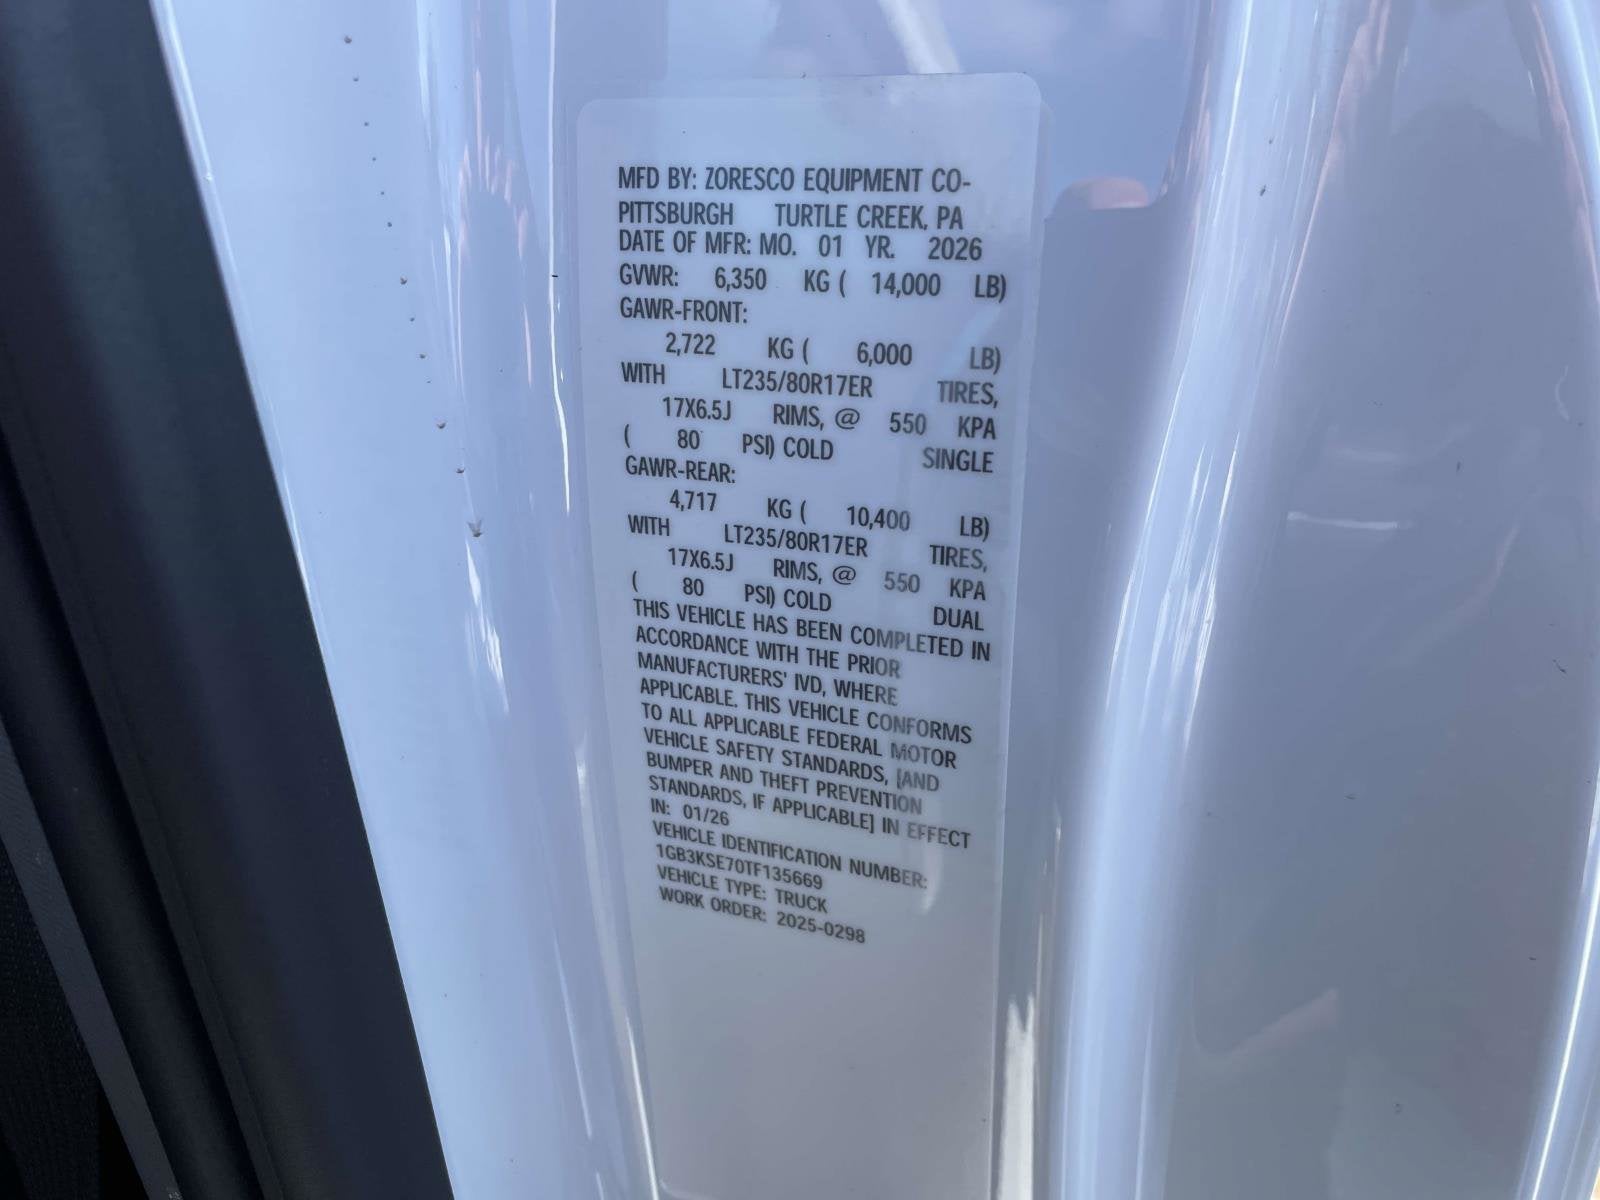 MFD BY: ZORESCO EQUIPMENT CO-
PITTSBURGH TURTLE CREEK, PA
DATE OF MFR: MO. 01 YR. 2026
GVWR: 6,350 KG ( 14,000 LB)
GAWR-FRONT:
2,722 KG ( 6,000 LB)
WITH LT235/80R17ER TIRES,
17X6.5J RIMS, @ 550 KPA
( 80 PSI) COLD SINGLE
GAWR-REAR:
4,717 KG ( 10,400 LB)
WITH LT235/80R17ER TIRES,
17X6.5J RIMS, @ 550 KPA
( 80 PSI) COLD DUAL
THIS VEHICLE HAS BEEN COMPLETED IN
ACCORDANCE WITH THE PRIOR
MANUFACTURERS' IVD, WHERE
APPLICABLE. THIS VEHICLE CONFORMS
TO ALL APPLICABLE FEDERAL MOTOR
VEHICLE SAFETY STANDARDS, [AND
BUMPER AND THEFT PREVENTION
STANDARDS, IF APPLICABLE] IN EFFECT
IN: 01/26
VEHICLE IDENTIFICATION NUMBER:
1GB3KSE70TF135669
VEHICLE TYPE: TRUCK
WORK ORDER: 2025-0298